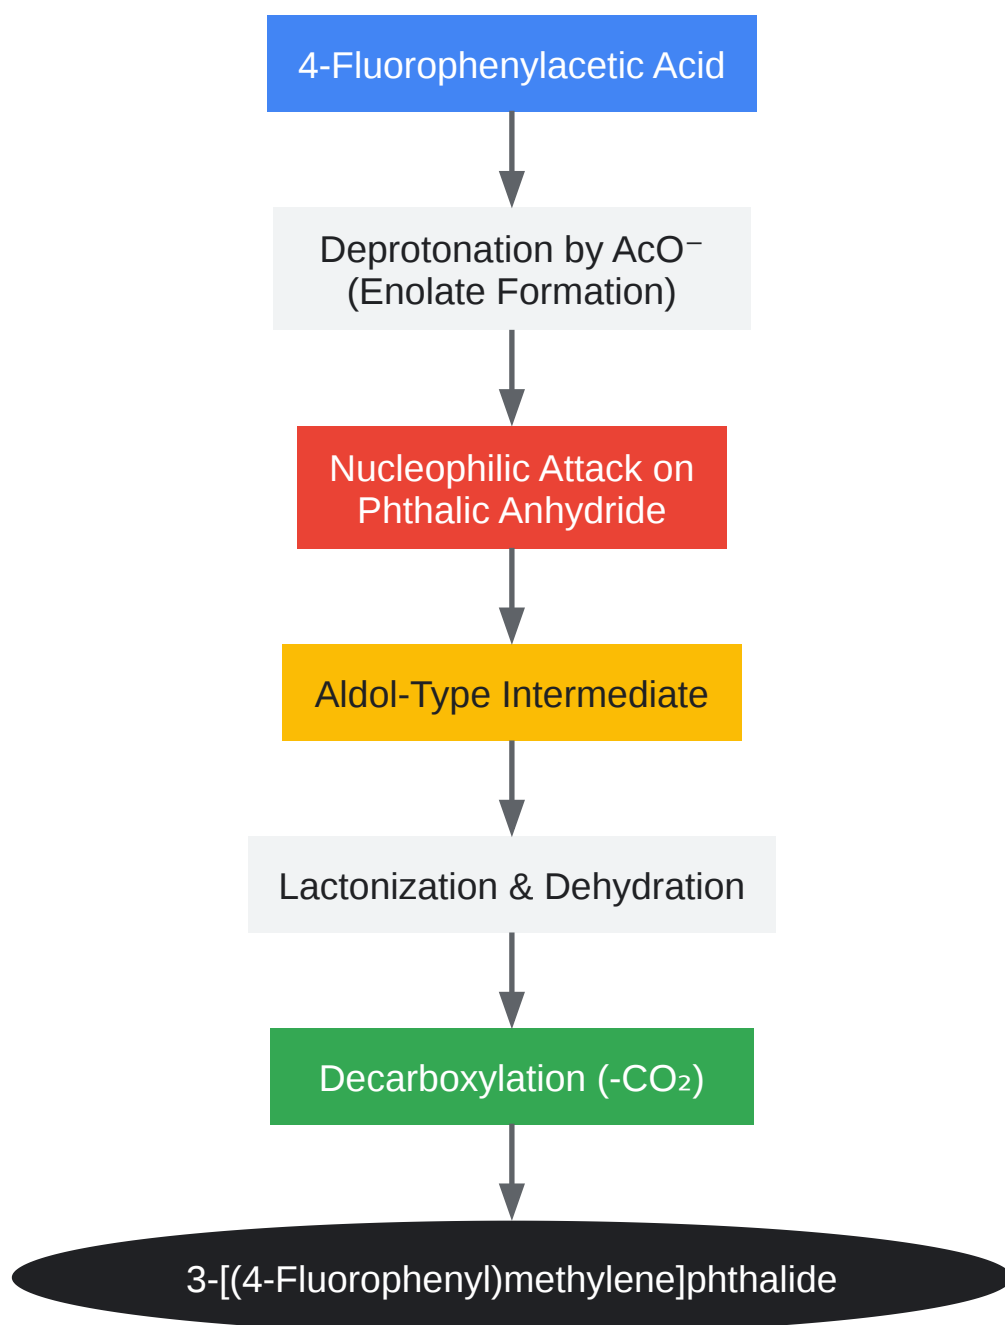 4-Fluorophenylacetic Acid
Deprotonation by AcO⁻
(Enolate Formation)
Nucleophilic Attack on
Phthalic Anhydride
Aldol-Type Intermediate
Lactonization & Dehydration
Decarboxylation (-CO₂)
3-[(4-Fluorophenyl)methylene]phthalide